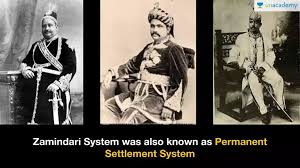 unacademy
Zamindari System was also known as Permanent
Settlement System